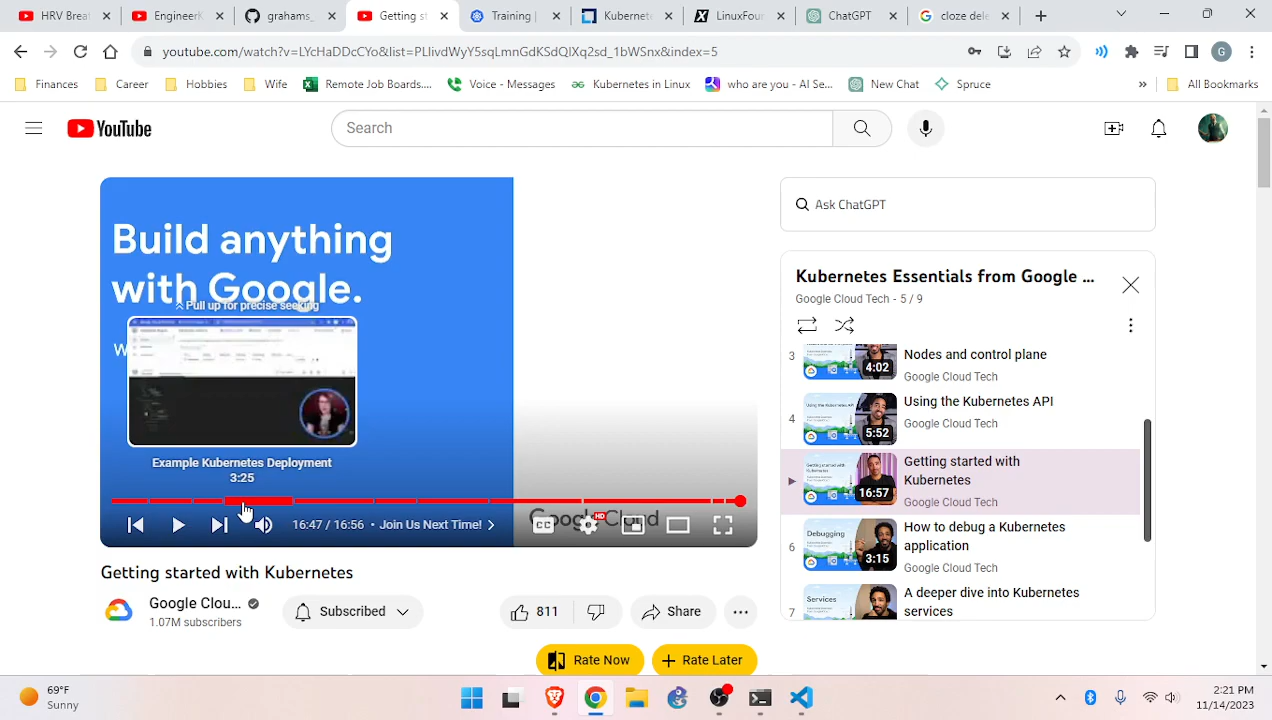 HRV Breat
EngineerK
grahams_
Getting st
Training |
Kubernete
LinuxFour
ChatGPT
cloze dele
youtube.com/watch?v=LYcHaDDcCYo&list=PLIivdWyY5sqLmnGdKSdQIXq2sd_1bWSnx&index=5
G
Finances
Career
Hobbies
Wife
Remote Job Boards....
Voice - Messages
Kubernetes in Linux
who are you - AI Se...
New Chat
Spruce
»
All Bookmarks
YouTube
Search
Ask ChatGPT
Build anything
with Google.
Pull up for precise seeking
W
Example Kubernetes Deployment
3:25
16:47 / 16:56 • Join Us Next Time!
CC
HD
Google Cloud
Kubernetes Essentials from Google ...
Google Cloud Tech - 5 / 9
3
4:02
Nodes and control plane
Google Cloud Tech
4
5:52
Using the Kubernetes API
Google Cloud Tech
16:57
Getting started with
Kubernetes
Google Cloud Tech
6
Debugging
3:15
How to debug a Kubernetes
application
Google Cloud Tech
7
Services
A deeper dive into Kubernetes
services
Getting started with Kubernetes
Google Clou...
1.07M subscribers
Subscribed
811
Share
Rate Now
Rate Later
69°F
Sunny
2:21 PM
11/14/2023